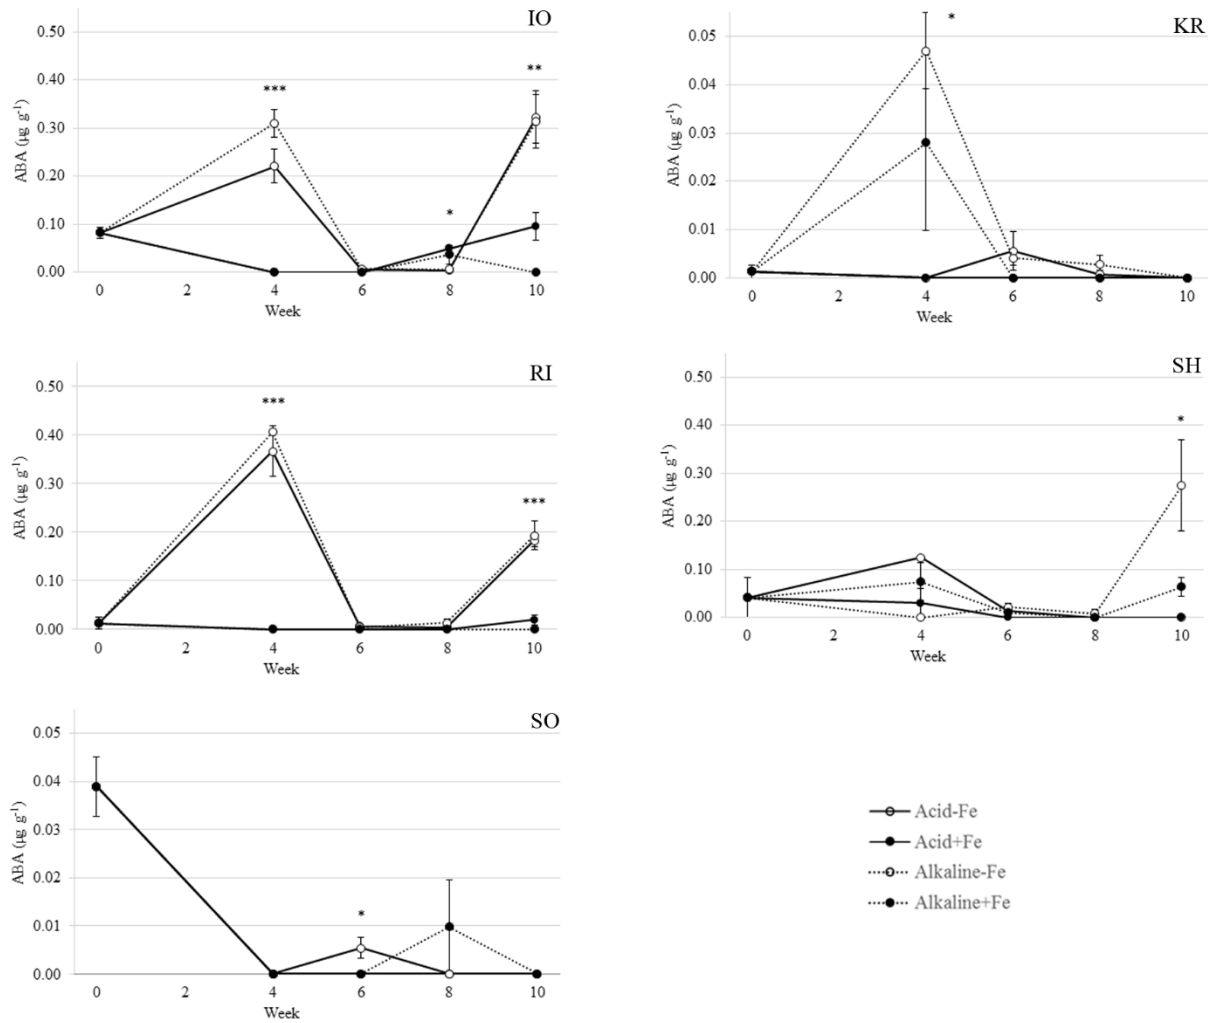 IO
0.50
0.40
0.30
0.20
0.10
0.00
ABA (µg g⁻¹)
***
*
**
0 2 4 6 8 10
Week
KR
0.05
0.04
0.03
0.02
0.01
0.00
ABA (µg g⁻¹)
*
0 2 4 6 8 10
Week
RI
0.50
0.40
0.30
0.20
0.10
0.00
ABA (µg g⁻¹)
***
***
0 2 4 6 8 10
Week
SH
0.50
0.40
0.30
0.20
0.10
0.00
ABA (µg g⁻¹)
*
0 2 4 6 8 10
Week
SO
0.05
0.04
0.03
0.02
0.01
0.00
ABA (µg g⁻¹)
*
0 2 4 6 8 10
Week
Acid-Fe
Acid+Fe
Alkaline-Fe
Alkaline+Fe